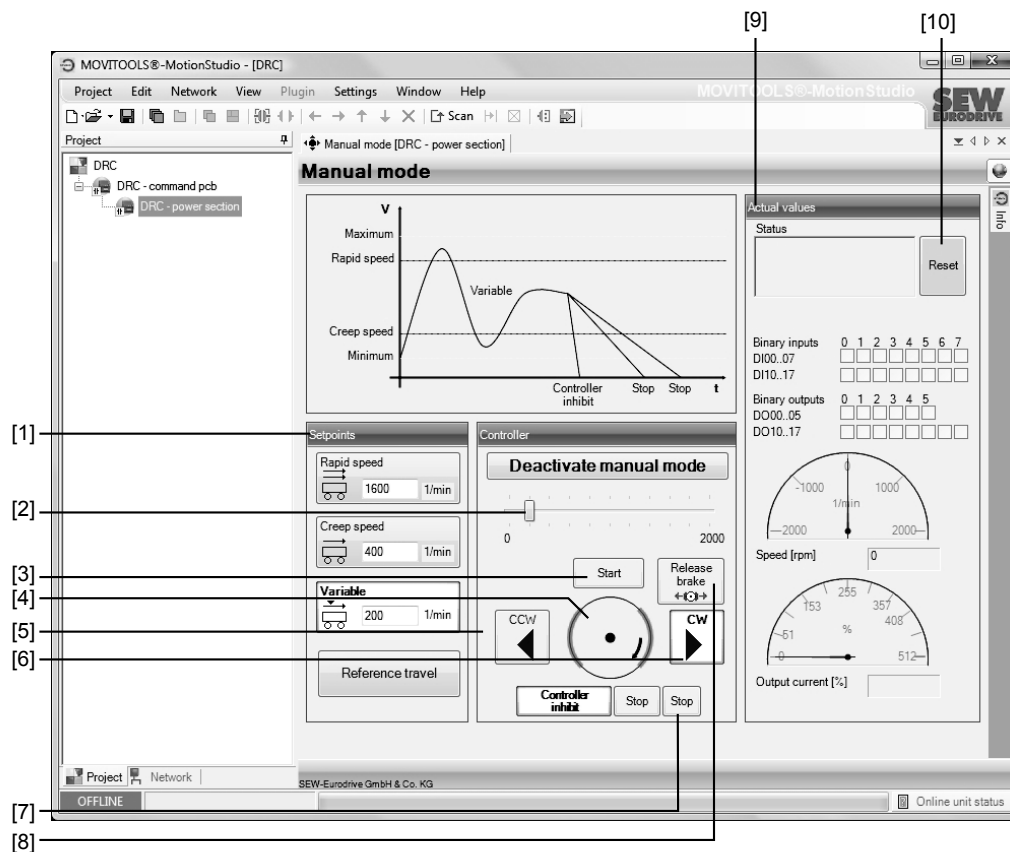 [9] [10]
MOVITOOLS®-MotionStudio - [DRC]
Project Edit Network View Plugin Settings Window Help
MOVITOOLS®-MotionStudio
SEW
EURODRIVE
Scan
Project
Manual mode [DRC - power section]
DRC
DRC - command pcb
DRC - power section
Manual mode
Info
V
Maximum
Rapid speed
Variable
Creep speed
Minimum
Controller inhibit Stop Stop t
Actual values
Status
Reset
Binary inputs 0 1 2 3 4 5 6 7
DI00..07
DI10..17
Binary outputs 0 1 2 3 4 5
DO00..05
DO10..17
[1]
Setpoints
Rapid speed
1600 1/min
Creep speed
400 1/min
Variable
200 1/min
Reference travel
Controller
Deactivate manual mode
[2]
0 2000
[3]
Start
Release
brake
[4]
[5]
CCW
CW
[6]
Controller
inhibit
Stop Stop
-2000 -1000 0 1000 2000
1/min
Speed [rpm] 0
0 51 153 255 357 408 512
%
Output current [%]
[7]
[8]
Project Network
SEW-Eurodrive GmbH & Co. KG
OFFLINE
Online unit status